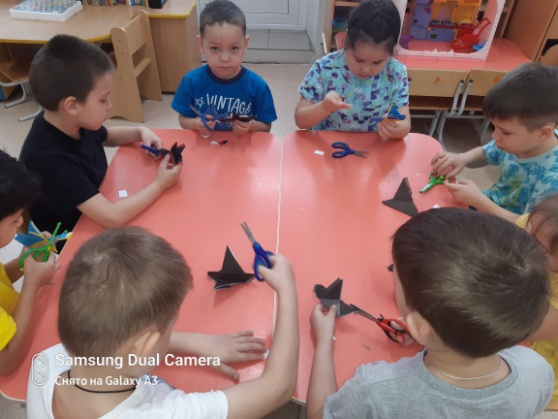 VINTAGE
Samsung Dual Camera
Снято на Galaxy A3